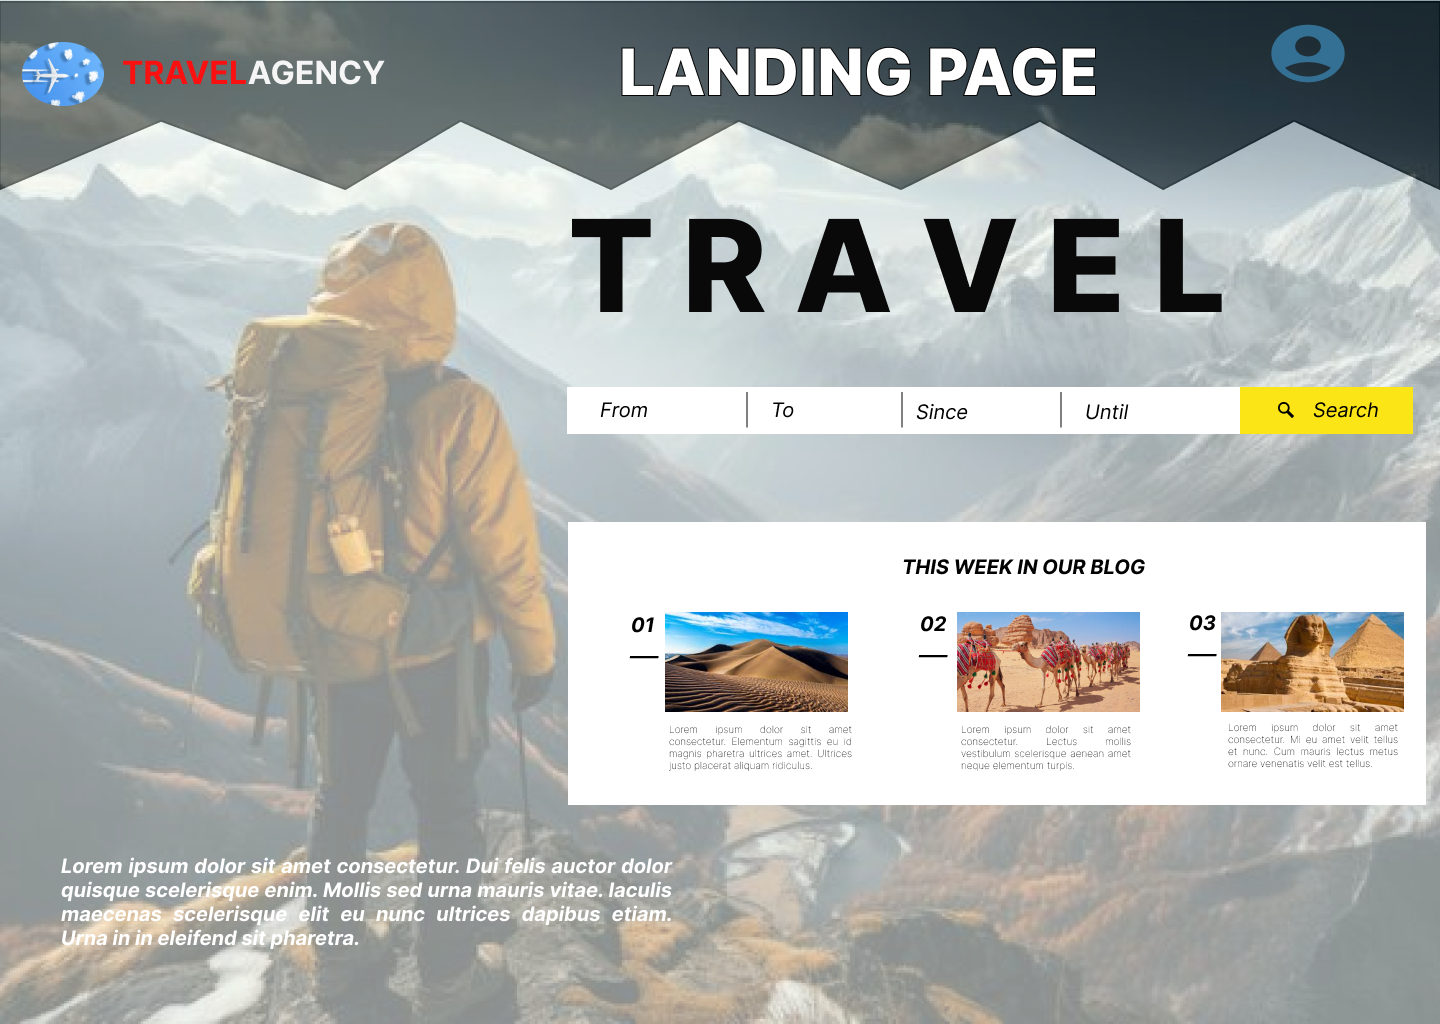 TRAVELAGENCY
LANDING PAGE
TRAVEL
From
To
Since
Until
Search
THIS WEEK IN OUR BLOG
01
Lorem ipsum dolor sit amet
consectetur. Elementum sagittis eu id
magnis pharetra ultrices amet. Ultrices
justo placerat aliquam ridiculus.
02
Lorem ipsum dolor sit amet
consectetur. Lectus mollis
vestibulum scelerisque aenean amet
neque elementum turpis.
03
Lorem ipsum dolor sit amet
consectetur. Mi eu amet velit tellus
et nunc. Cum mauris lectus metus
ornare venenatis velit est tellus.
Lorem ipsum dolor sit amet consectetur. Dui felis auctor dolor
quisque scelerisque enim. Mollis sed urna mauris vitae. Iaculis
maecenas scelerisque elit eu nunc ultrices dapibus etiam.
Urna in in eleifend sit pharetra.